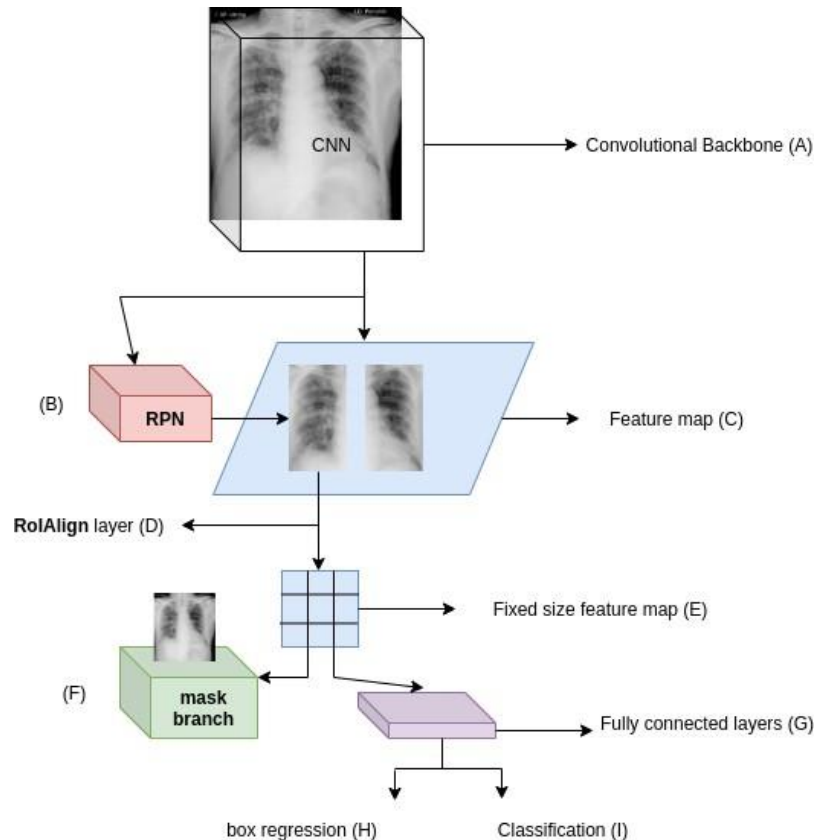 CNN
Convolutional Backbone (A)
(B)
RPN
Feature map (C)
RoIAlign layer (D)
Fixed size feature map (E)
(F)
mask
branch
Fully connected layers (G)
box regression (H)
Classification (I)